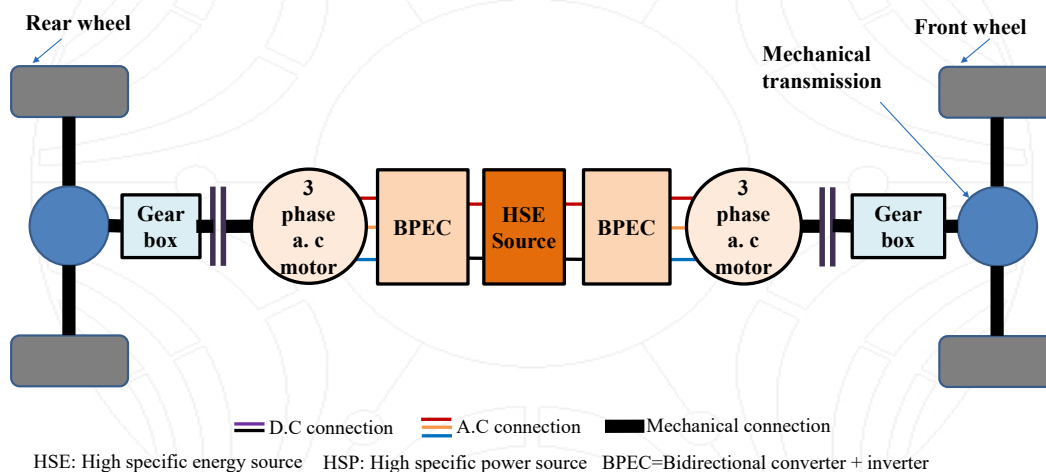 Rear wheel
Front wheel
Mechanical
transmission
Gear
box
3
phase
a. c
motor
BPEC
HSE
Source
BPEC
3
phase
a. c
motor
Gear
box
D.C connection
A.C connection
Mechanical connection
HSE: High specific energy source HSP: High specific power source BPEC=Bidirectional converter + inverter